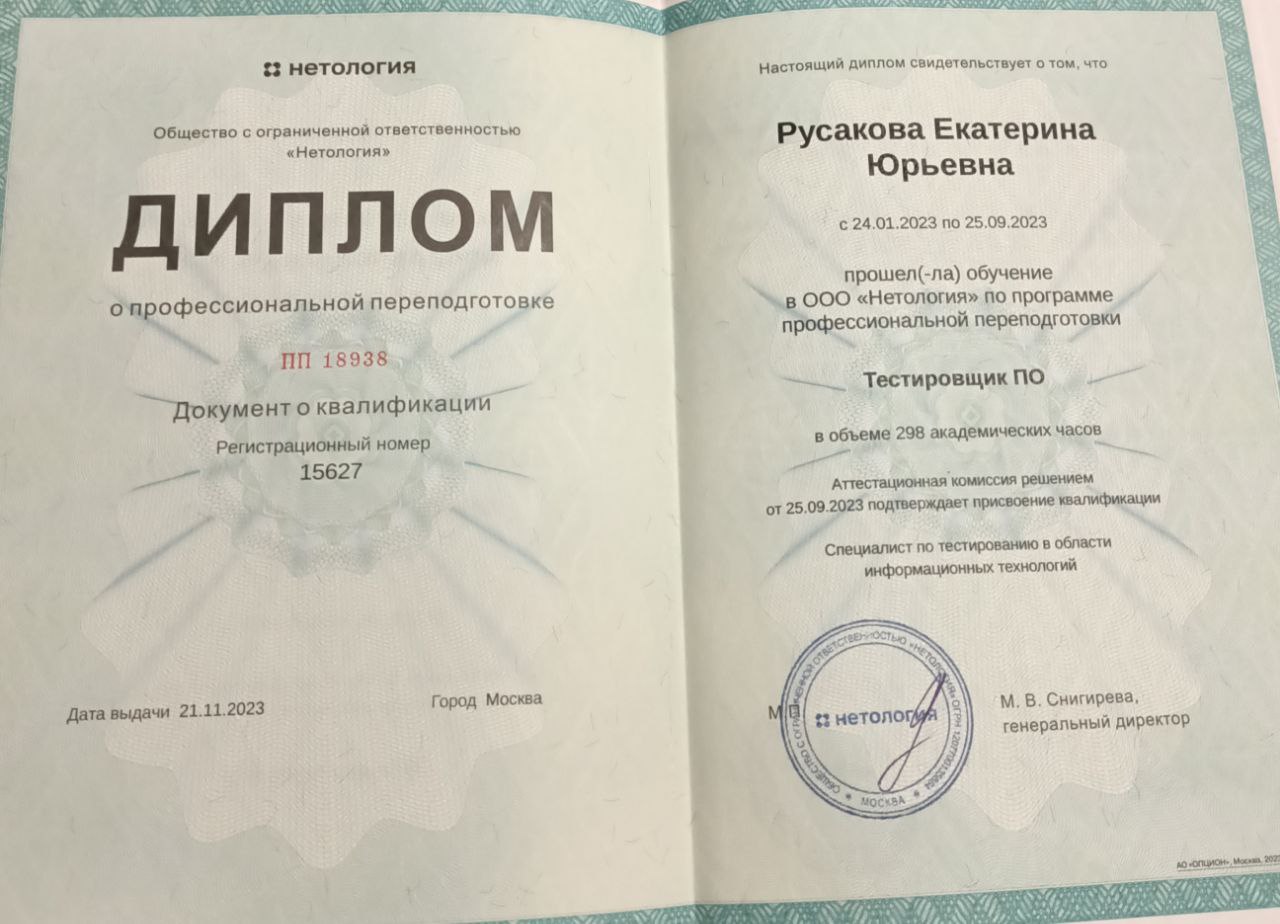 нетология
Общество с ограниченной ответственностью
«Нетология»
ДИПЛОМ
о профессиональной переподготовке
ПП 18938
Документ о квалификации
Регистрационный номер
15627
Дата выдачи 21.11.2023
Город Москва
Настоящий диплом свидетельствует о том, что
Русакова Екатерина
Юрьевна
с 24.01.2023 по 25.09.2023
прошел(-ла) обучение
в ООО «Нетология» по программе
профессиональной переподготовки
Тестировщик ПО
в объеме 298 академических часов
Аттестационная комиссия решением
от 25.09.2023 подтверждает присвоение квалификации
Специалист по тестированию в области
информационных технологий
М.П.
ОБЩЕСТВО С ОГРАНИЧЕННОЙ ОТВЕТСТВЕННОСТЬЮ «НЕТОЛОГИЯ» ОГРН
нетология
МОСКВА
М. В. Снигирева,
генеральный директор
АО «ОПЦИОН», Москва,